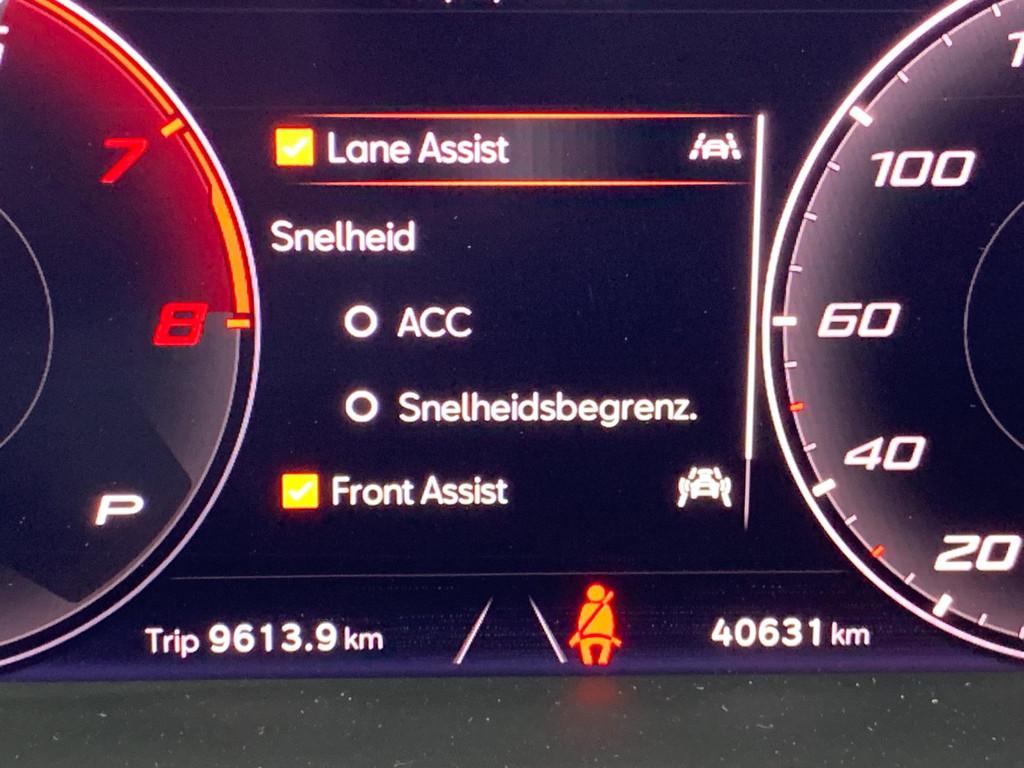 Lane Assist
Snelheid
ACC
Snelheidsbegrenz.
Front Assist
Trip 9613.9 km
40631 km
7
8
P
100
60
40
20